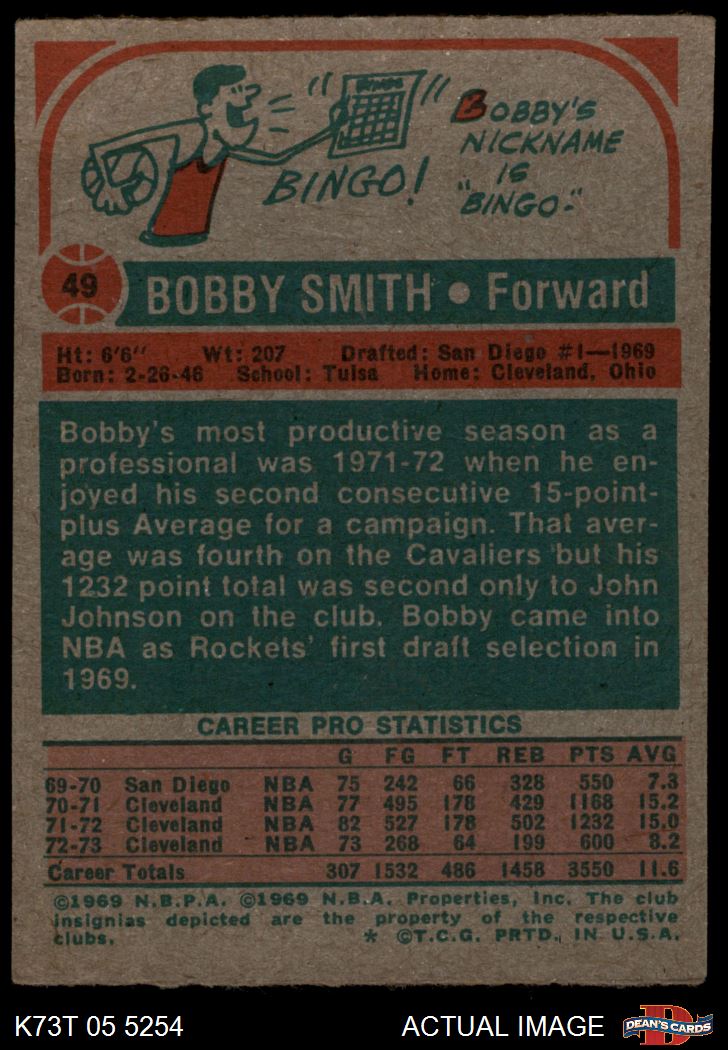 BINGO
BINGO!
BOBBY'S
NICKNAME
IS
"BINGO."
49
BOBBY SMITH • Forward
Ht: 6'6" Wt: 207 Drafted: San Diego #1—1969
Born: 2-26-46 School: Tulsa Home: Cleveland, Ohio
Bobby's most productive season as a
professional was 1971-72 when he en-
joyed his second consecutive 15-point-
plus Average for a campaign. That aver-
age was fourth on the Cavaliers but his
1232 point total was second only to John
Johnson on the club. Bobby came into
NBA as Rockets' first draft selection in
1969.
CAREER PRO STATISTICS
G FG FT REB PTS AVG
69-70 San Diego NBA 75 242 66 328 550 7.3
70-71 Cleveland NBA 77 495 178 429 1168 15.2
71-72 Cleveland NBA 82 527 178 502 1232 15.0
72-73 Cleveland NBA 73 268 64 199 600 8.2
Career Totals 307 1532 486 1458 3550 11.6
©1969 N.B.P.A. ©1969 N.B.A. Properties, Inc. The club
insignias depicted are the property of the respective
clubs. * ©T.C.G. PRTD. IN U.S.A.
K73T 05 5254 ACTUAL IMAGE
D
DEAN'S CARDS